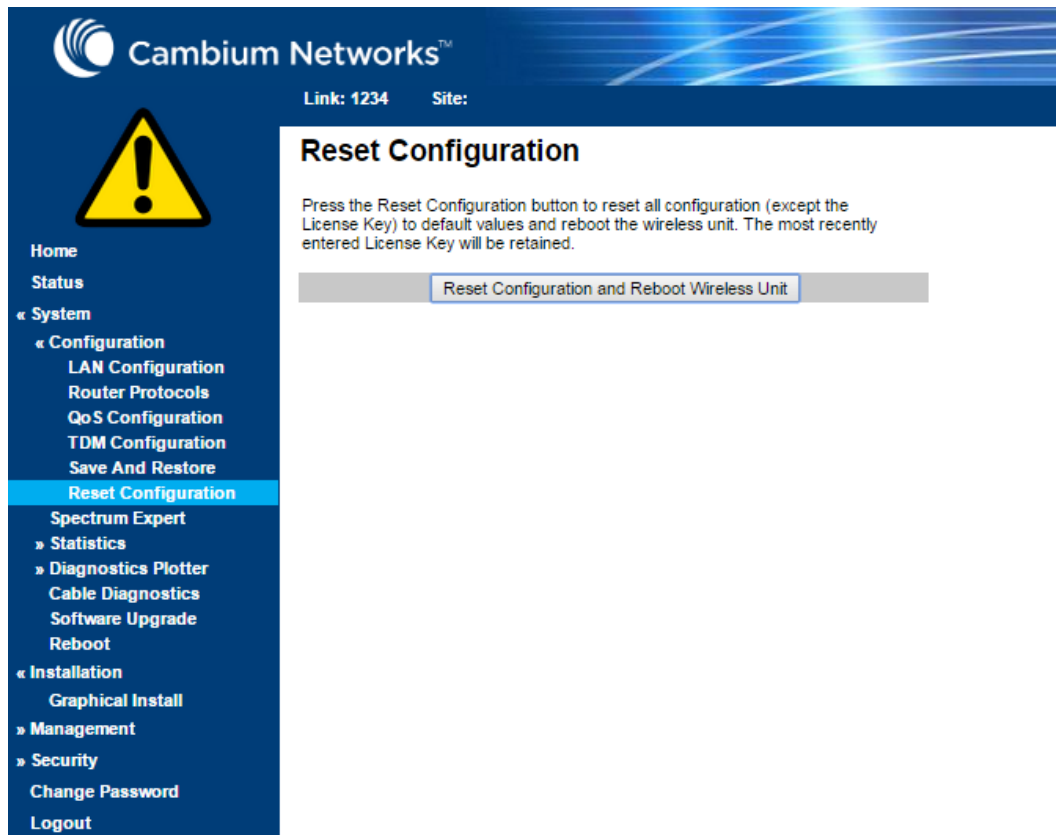 Cambium Networks™
Link: 1234 Site:
Reset Configuration
Press the Reset Configuration button to reset all configuration (except the
License Key) to default values and reboot the wireless unit. The most recently
entered License Key will be retained.
Reset Configuration and Reboot Wireless Unit
Home
Status
« System
« Configuration
LAN Configuration
Router Protocols
QoS Configuration
TDM Configuration
Save And Restore
Reset Configuration
Spectrum Expert
» Statistics
» Diagnostics Plotter
Cable Diagnostics
Software Upgrade
Reboot
« Installation
Graphical Install
» Management
» Security
Change Password
Logout